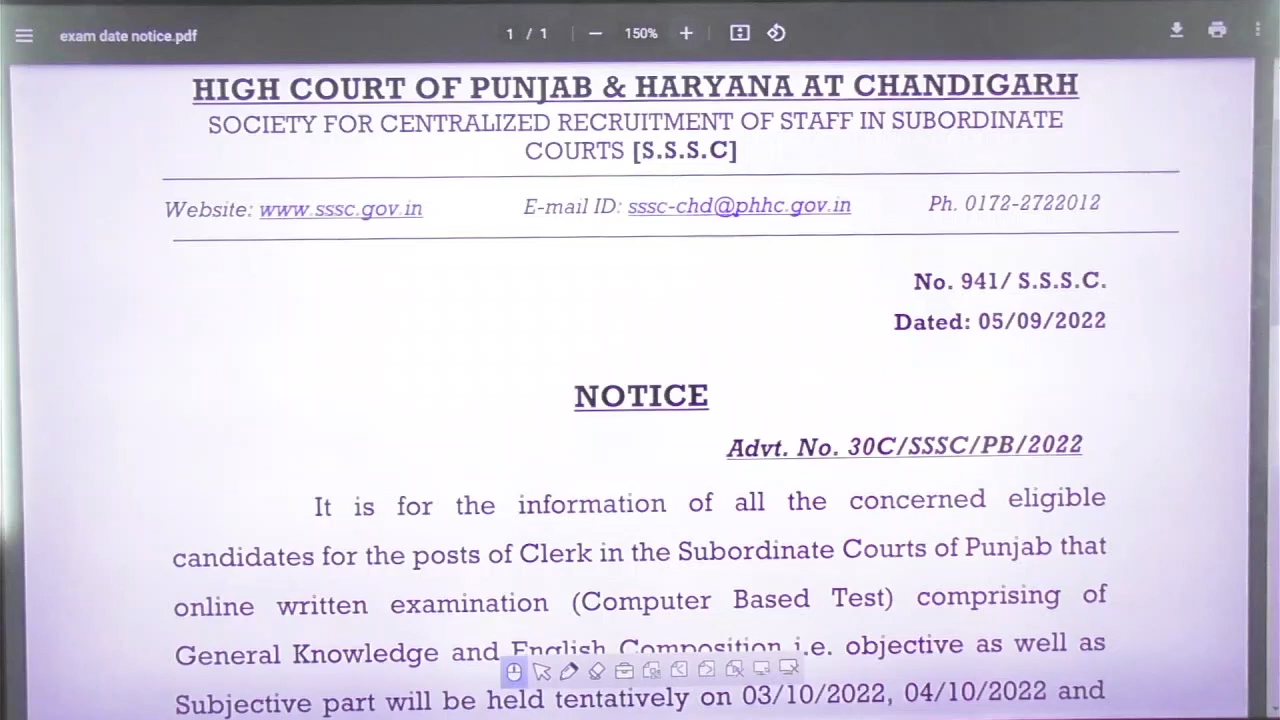 exam date notice.pdf
1 / 1
150%
HIGH COURT OF PUNJAB & HARYANA AT CHANDIGARH
SOCIETY FOR CENTRALIZED RECRUITMENT OF STAFF IN SUBORDINATE
COURTS [S.S.S.C]
Website: www.sssc.gov.in E-mail ID: sssc-chd@phhc.gov.in Ph. 0172-2722012
No. 941/ S.S.S.C.
Dated: 05/09/2022
NOTICE
Advt. No. 30C/SSSC/PB/2022
It is for the information of all the concerned eligible
candidates for the posts of Clerk in the Subordinate Courts of Punjab that
online written examination (Computer Based Test) comprising of
General Knowledge and English Composition i.e. objective as well as
Subjective part will be held tentatively on 03/10/2022, 04/10/2022 and